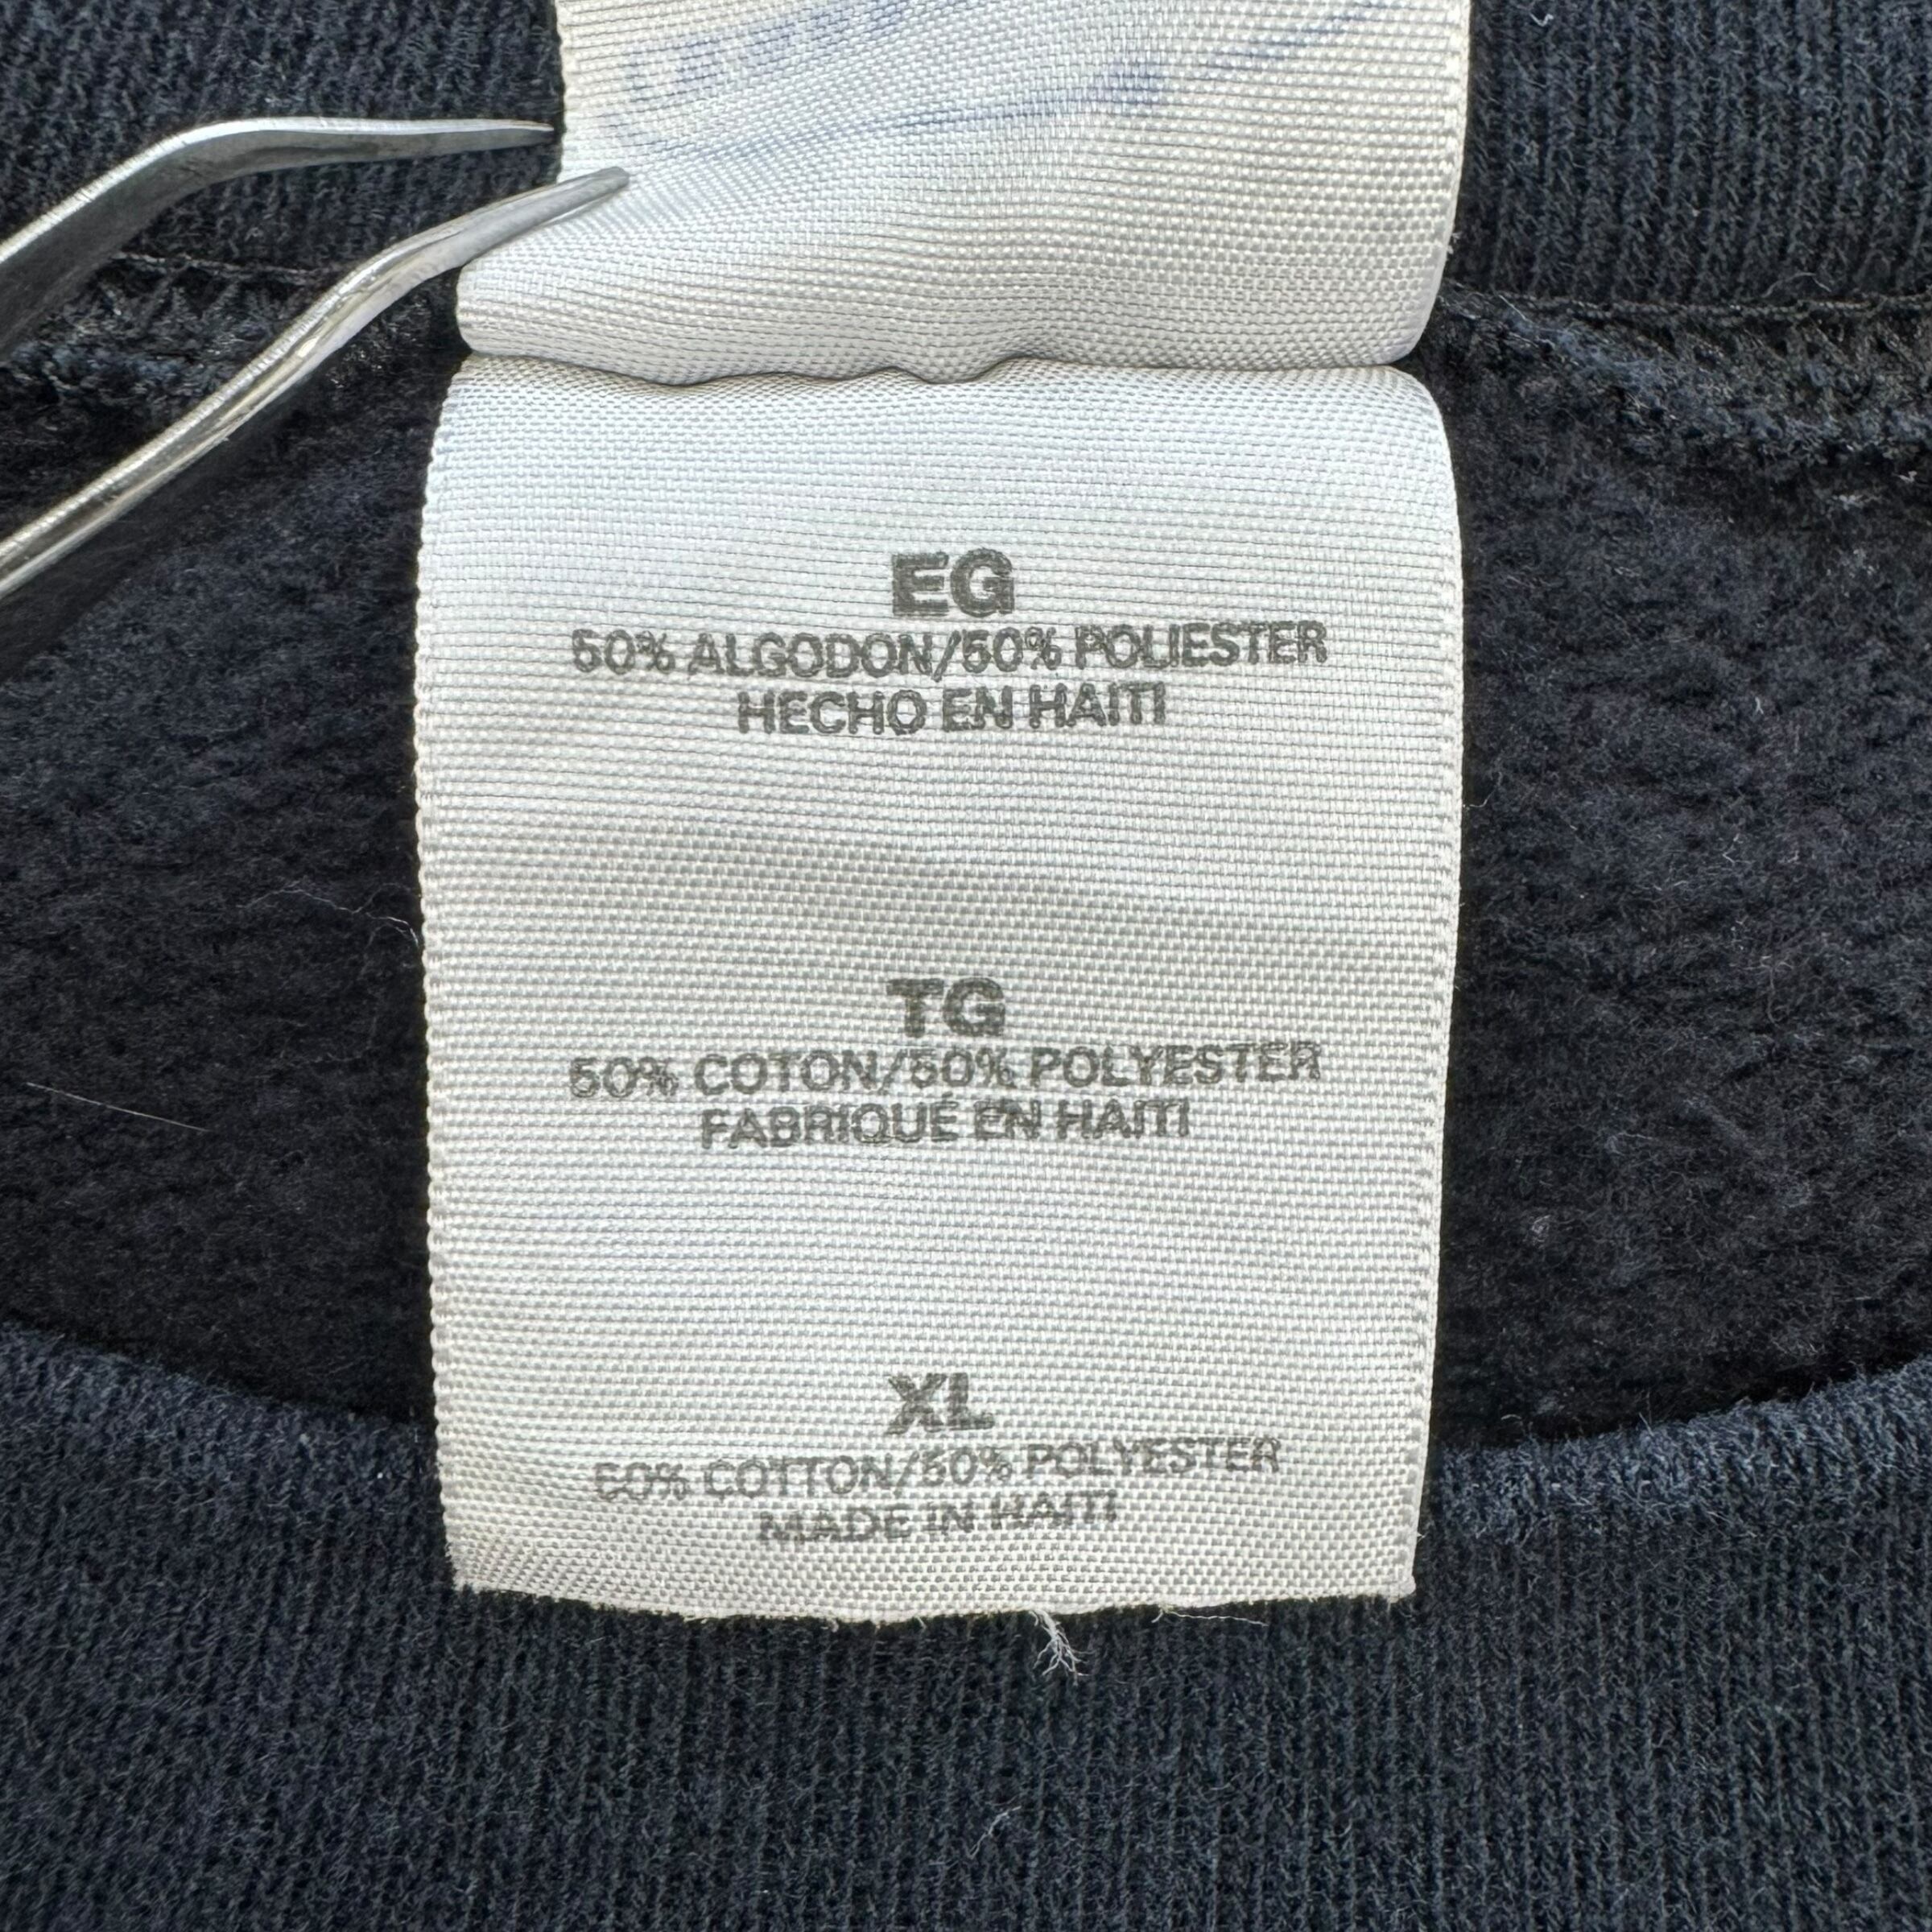 EG
50% ALGODON/50% POLIESTER
HECHO EN HAITI
TG
50% COTON/50% POLYESTER
FABRIQUÉ EN HAITI
XL
50% COTTON/50% POLYESTER
MADE IN HAITI